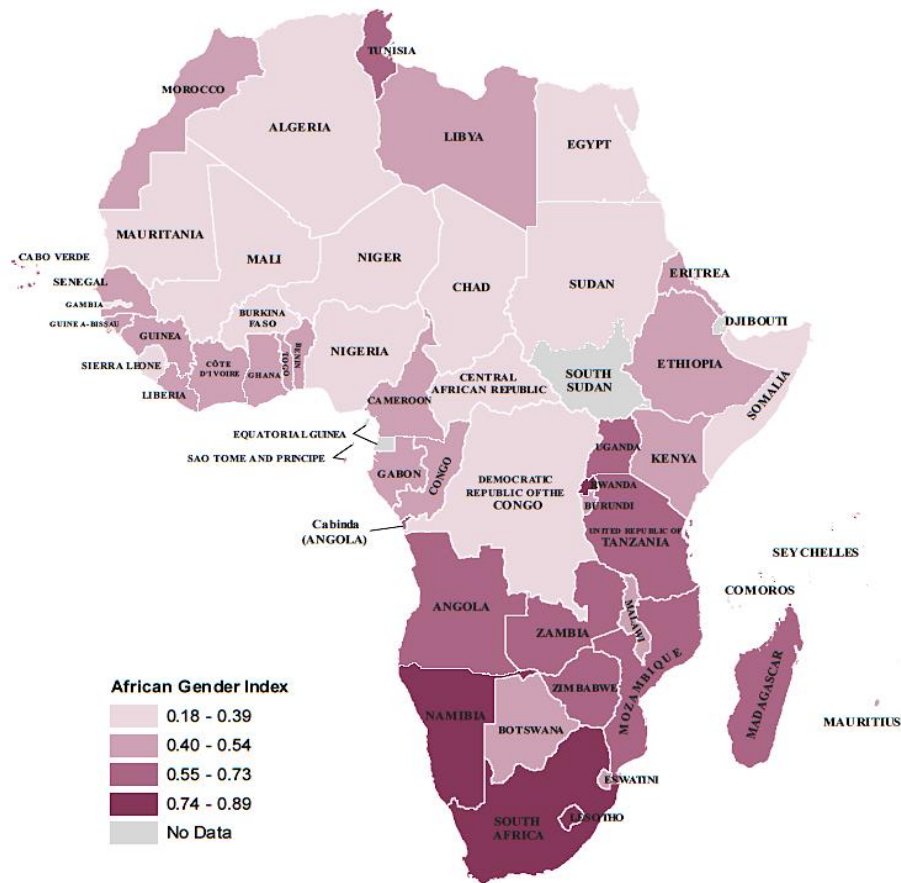 TUNISIA
MOROCCO
ALGERIA
LIBYA
EGYPT
MAURITANIA
MALI
NIGER
CHAD
SUDAN
ERITREA
CABO VERDE
SENEGAL
GAMBIA
GUINEA-BISSAU
GUINEA
SIERRA LEONE
LIBERIA
CÔTE
D'IVOIRE
BURKINA
FASO
GHANA
TOGO
BENIN
NIGERIA
CAMEROON
CENTRAL
AFRICAN REPUBLIC
SOUTH
SUDAN
DJIBOUTI
ETHIOPIA
SOMALIA
EQUATORIAL GUINEA
SAO TOME AND PRINCIPE
GABON
CONGO
DEMOCRATIC
REPUBLIC OF THE
CONGO
UGANDA
KENYA
RWANDA
BURUNDI
UNITED REPUBLIC OF
TANZANIA
Cabinda
(ANGOLA)
SEYCHELLES
COMOROS
ANGOLA
ZAMBIA
MALAWI
MOZAMBIQUE
MADAGASCAR
MAURITIUS
ZIMBABWE
NAMIBIA
BOTSWANA
ESWATINI
LESOTHO
SOUTH
AFRICA
African Gender Index
0.18 - 0.39
0.40 - 0.54
0.55 - 0.73
0.74 - 0.89
No Data